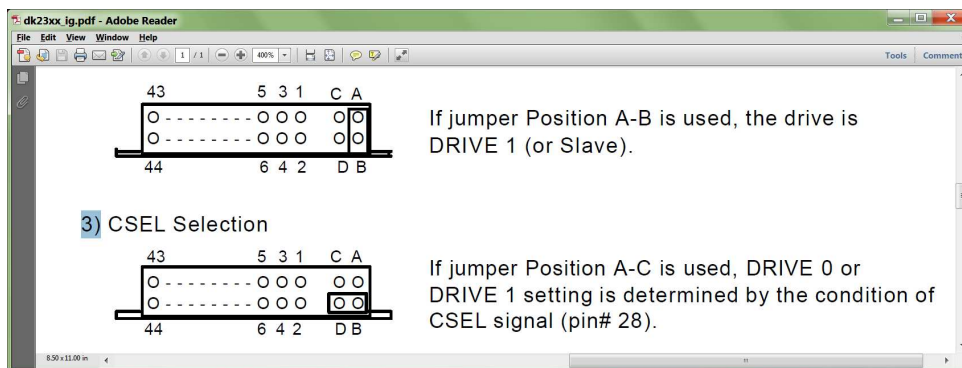 dk23xx_ig.pdf - Adobe Reader
File Edit View Window Help
1 / 1 400% Tools Comment
43 5 3 1 C A
44 6 4 2 D B
If jumper Position A-B is used, the drive is
DRIVE 1 (or Slave).
3) CSEL Selection
43 5 3 1 C A
44 6 4 2 D B
If jumper Position A-C is used, DRIVE 0 or
DRIVE 1 setting is determined by the condition of
CSEL signal (pin# 28).
8.50 x 11.00 in